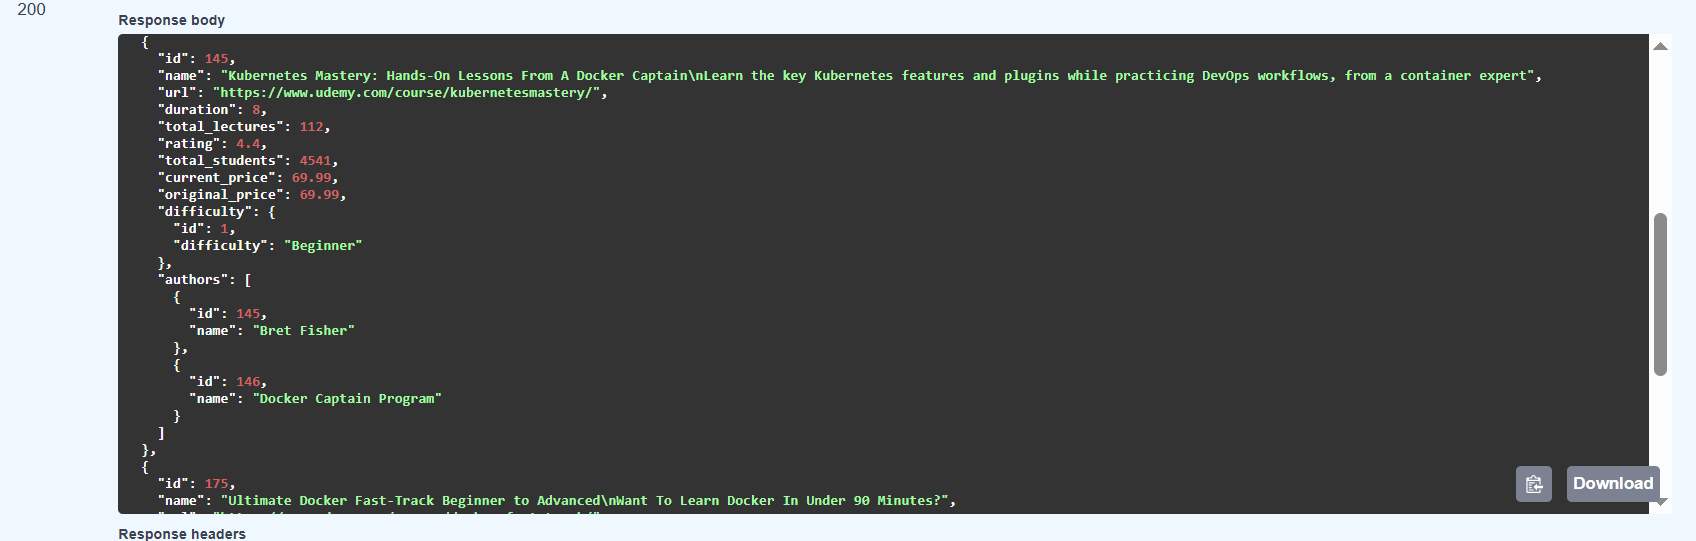 200
Response body
{
"id": 145,
"name": "Kubernetes Mastery: Hands-On Lessons From A Docker Captain\nLearn the key Kubernetes features and plugins while practicing DevOps workflows, from a container expert",
"url": "https://www.udemy.com/course/kubernetesmastery/",
"duration": 8,
"total_lectures": 112,
"rating": 4.4,
"total_students": 4541,
"current_price": 69.99,
"original_price": 69.99,
"difficulty": {
"id": 1,
"difficulty": "Beginner"
},
"authors": [
{
"id": 145,
"name": "Bret Fisher"
},
{
"id": 146,
"name": "Docker Captain Program"
}
]
},
{
"id": 175,
"name": "Ultimate Docker Fast-Track Beginner to Advanced\nWant To Learn Docker In Under 90 Minutes?",
Download
Response headers